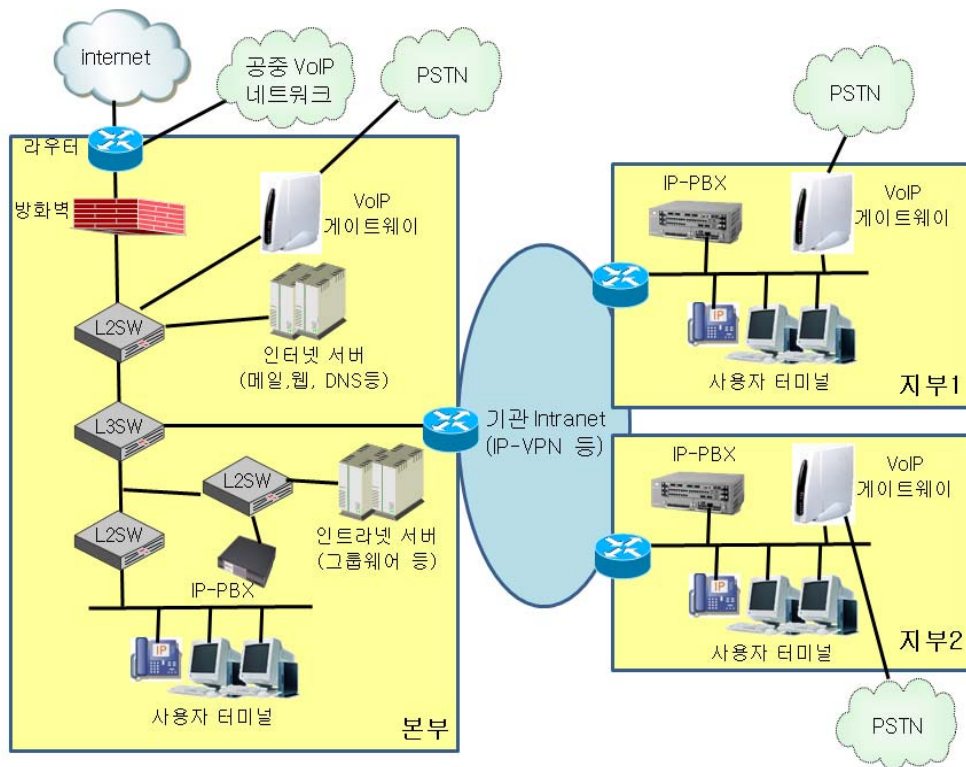 internet
공중 VoIP
네트워크
PSTN
라우터
방화벽
VoIP
게이트웨이
L2SW
인터넷 서버
(메일,웹, DNS등)
L3SW
L2SW
인트라넷 서버
(그룹웨어 등)
L2SW
IP-PBX
IP
사용자 터미널
본부
기관 Intranet
(IP-VPN 등)
PSTN
IP-PBX
VoIP
게이트웨이
IP
사용자 터미널
지부1
IP-PBX
VoIP
게이트웨이
IP
사용자 터미널
지부2
PSTN